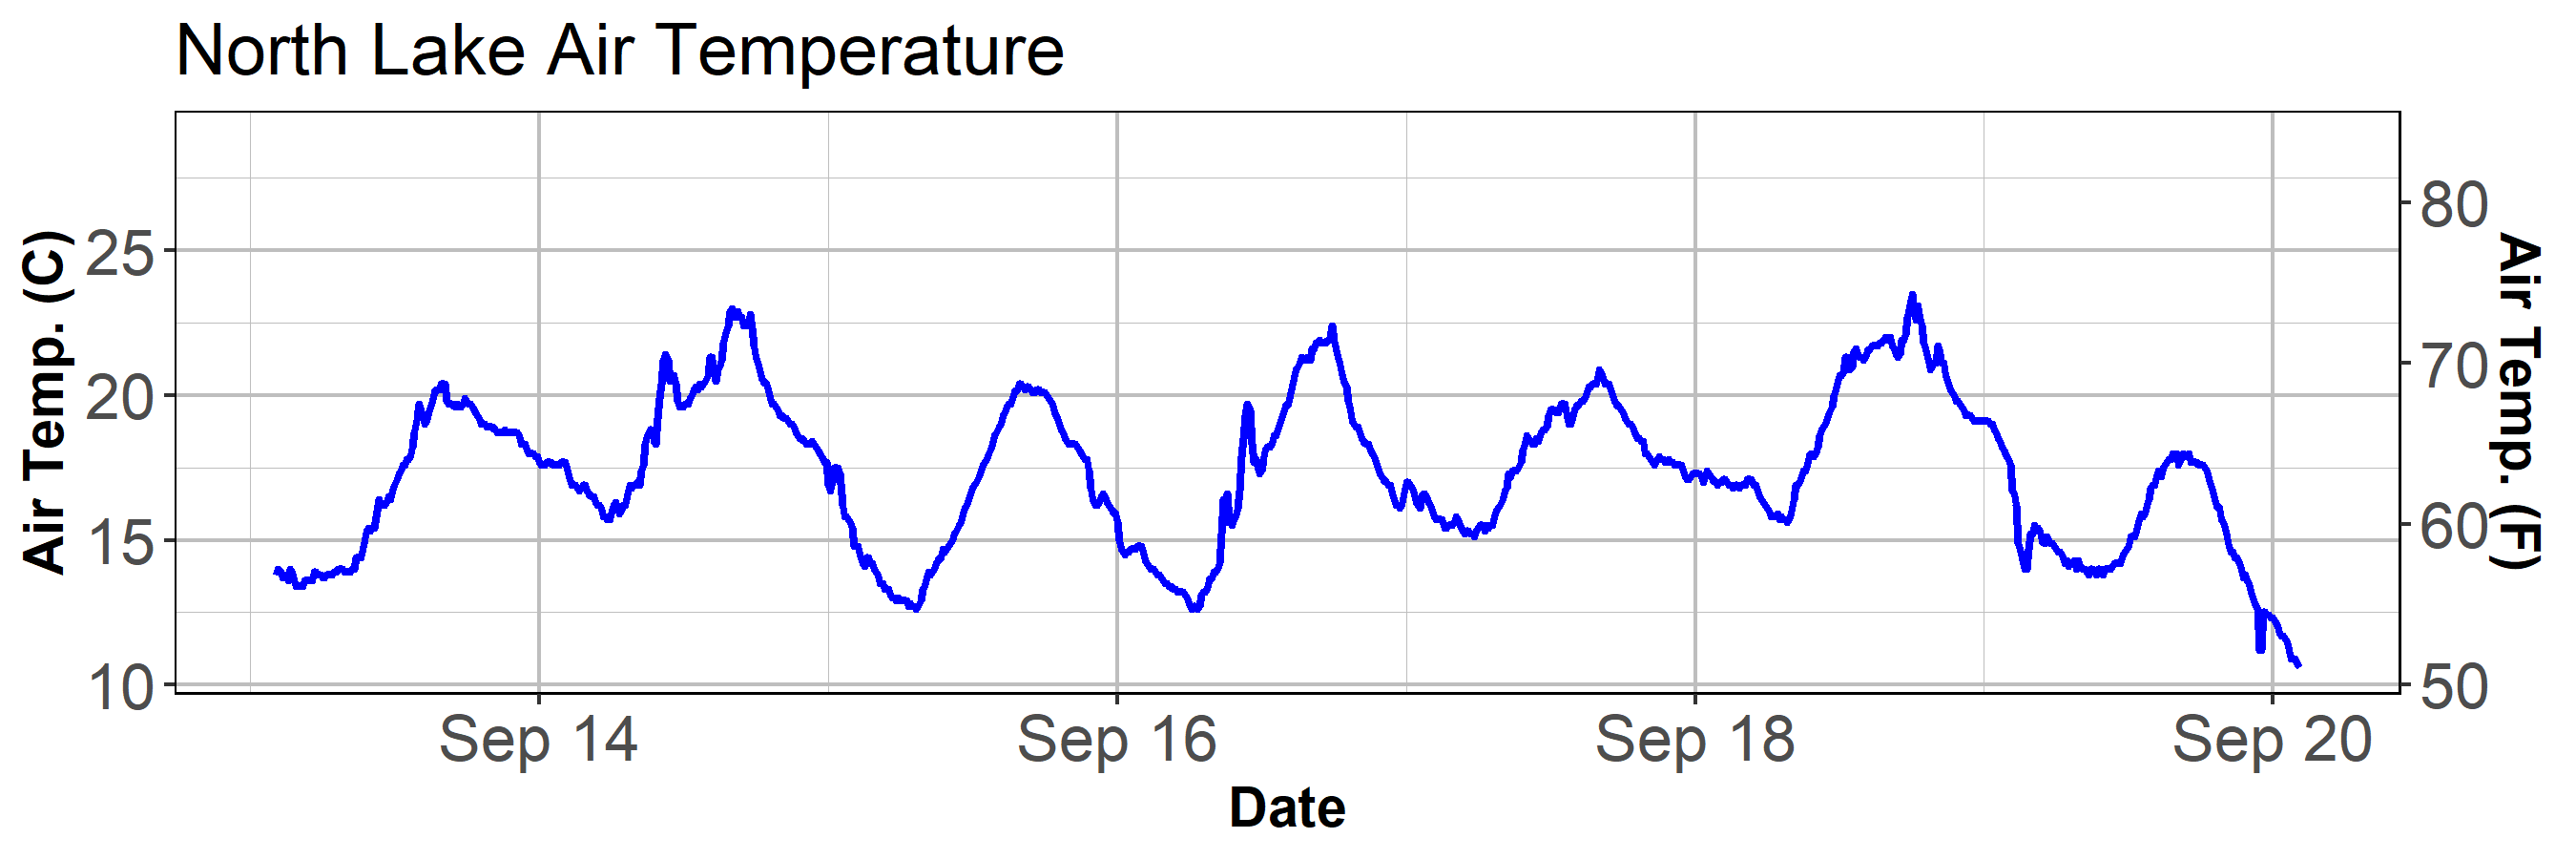 North Lake Air Temperature
Air Temp. (C)
25
20
15
10
80
70
60
50
Air Temp. (F)
Sep 14
Sep 16
Sep 18
Sep 20
Date